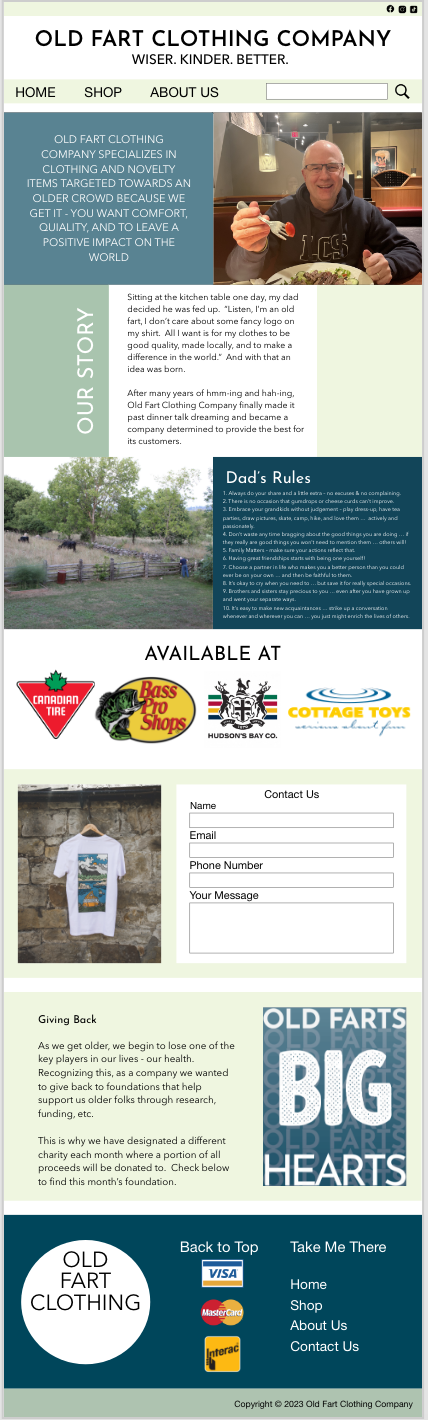 OLD FART CLOTHING COMPANY
WISER. KINDER. BETTER.
HOME
SHOP
ABOUT US
OLD FART CLOTHING
COMPANY SPECIALIZES IN
CLOTHING AND NOVELTY
ITEMS TARGETED TOWARDS AN
OLDER CROWD BECAUSE WE
GET IT - YOU WANT COMFORT,
QUIALITY, AND TO LEAVE A
POSITIVE IMPACT ON THE
WORLD
LCS
OUR STORY
Sitting at the kitchen table one day, my dad
decided he was fed up. "Listen, I'm an old
fart, I don't care about some fancy logo on
my shirt. All I want is for my clothes to be
good quality, made locally, and to make a
difference in the world." And with that an
idea was born.
After many years of hmm-ing and hah-ing,
Old Fart Clothing Company finally made it
past dinner talk dreaming and became a
company determined to provide the best for
its customers.
Dad's Rules
1. Always do your share and a little extra - no excuses & no complaining.
2. There is no occasion that gumdrops or cheese curds can't improve.
3. Embrace your grandkids without judgement - play dress-up, have tea
parties, draw pictures, skate, camp, hike, and love them ... actively and
passionately.
4. Don't waste any time bragging about the good things you are doing ... if
they really are good things you won't need to mention them ... others will!
5. Family Matters - make sure your actions reflect that.
6. Having great friendships starts with being one yourself!
7. Choose a partner in life who makes you a better person than you could
ever be on your own ... and then be faithful to them.
8. It's okay to cry when you need to ... but save it for really special occasions.
9. Brothers and sisters stay precious to you ... even after you have grown up
and went your separate ways.
10. It's easy to make new acquaintances ... strike up a conversation
whenever and wherever you can ... you just might enrich the lives of others.
AVAILABLE AT
CANADIAN
TIRE
Bass
Pro
Shops
HUDSON'S BAY CO.
COTTAGE TOYS
serious about fun
Contact Us
Name
Email
Phone Number
Your Message
Giving Back
As we get older, we begin to lose one of the
key players in our lives - our health.
Recognizing this, as a company we wanted
to give back to foundations that help
support us older folks through research,
funding, etc.
This is why we have designated a different
charity each month where a portion of all
proceeds will be donated to. Check below
to find this month's foundation.
OLD FARTS
BIG
HEARTS
OLD
FART
CLOTHING
Back to Top
VISA
MasterCard
Interac
Take Me There
Home
Shop
About Us
Contact Us
Copyright © 2023 Old Fart Clothing Company